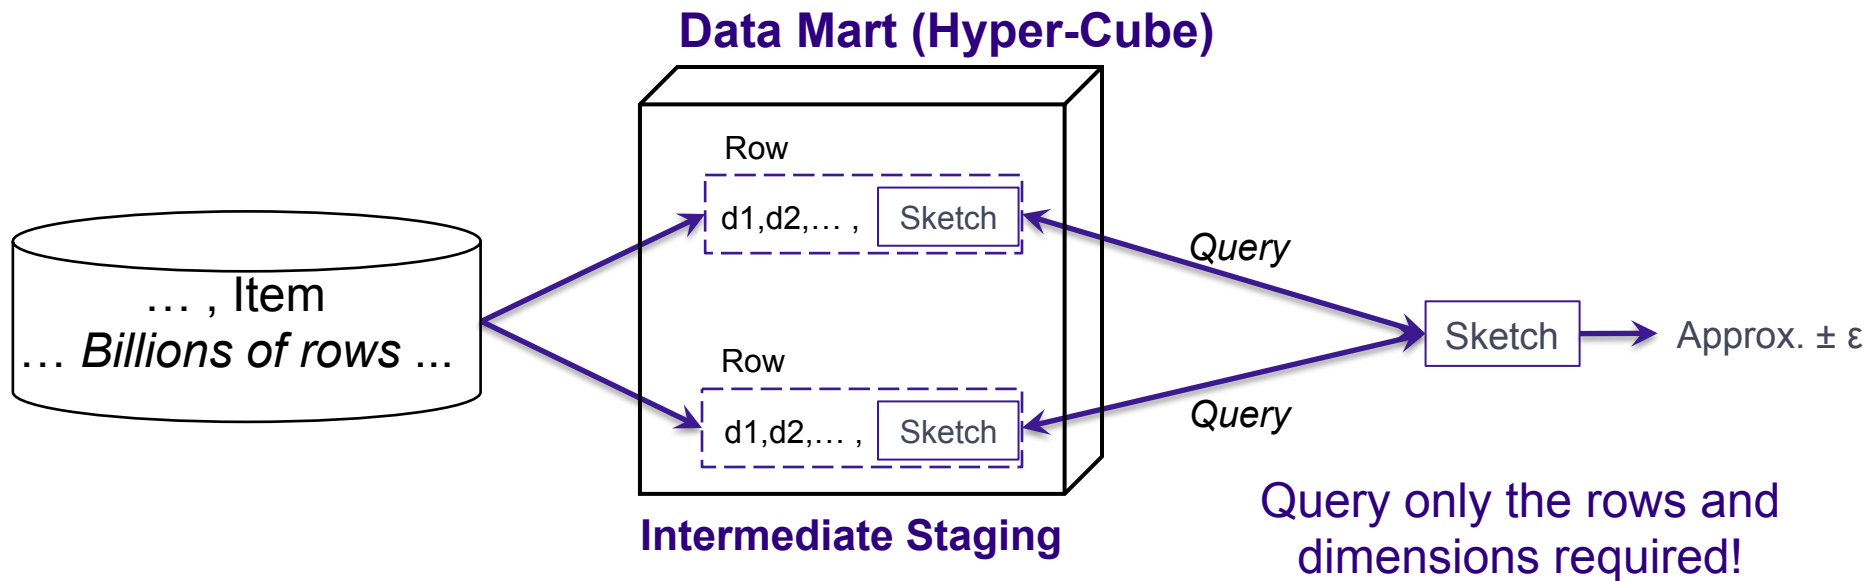 Data Mart (Hyper-Cube)
Row
d1,d2,… , Sketch
Query
… , Item
… Billions of rows ...
Sketch
Approx. ± ε
Row
d1,d2,… , Sketch
Query
Query only the rows and
dimensions required!
Intermediate Staging